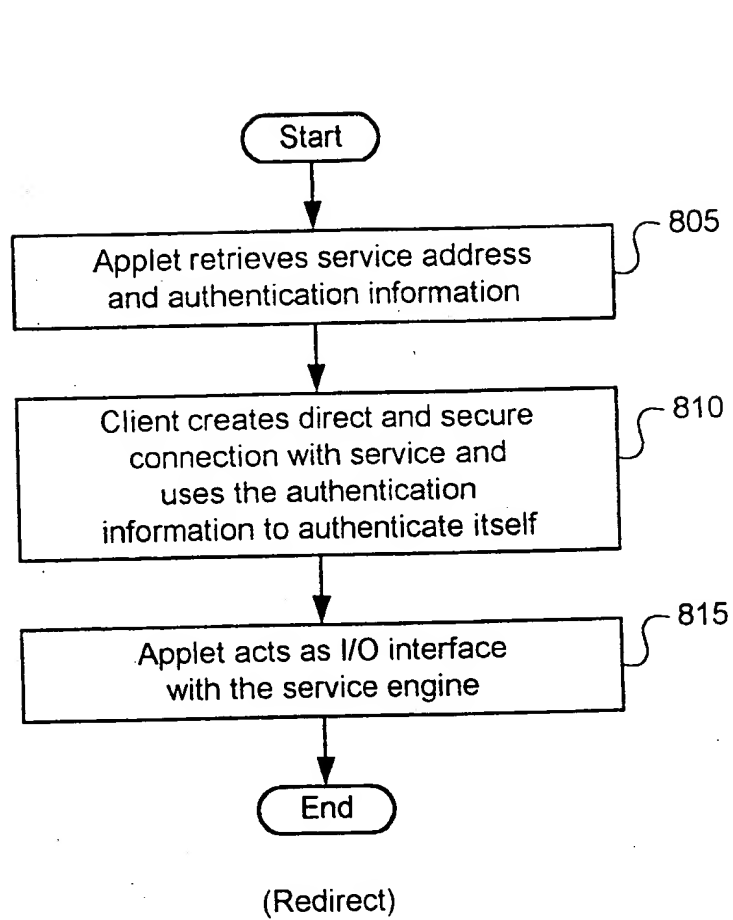 Start
805
Applet retrieves service address
and authentication information
810
Client creates direct and secure
connection with service and
uses the authentication
information to authenticate itself
815
Applet acts as I/O interface
with the service engine
End
(Redirect)